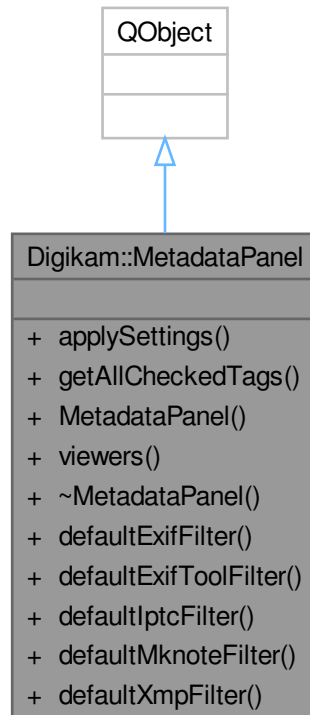 QObject
Digikam::MetadataPanel
+ applySettings()
+ getAllCheckedTags()
+ MetadataPanel()
+ viewers()
+ ~MetadataPanel()
+ defaultExifFilter()
+ defaultExifToolFilter()
+ defaultIptcFilter()
+ defaultMknoteFilter()
+ defaultXmpFilter()